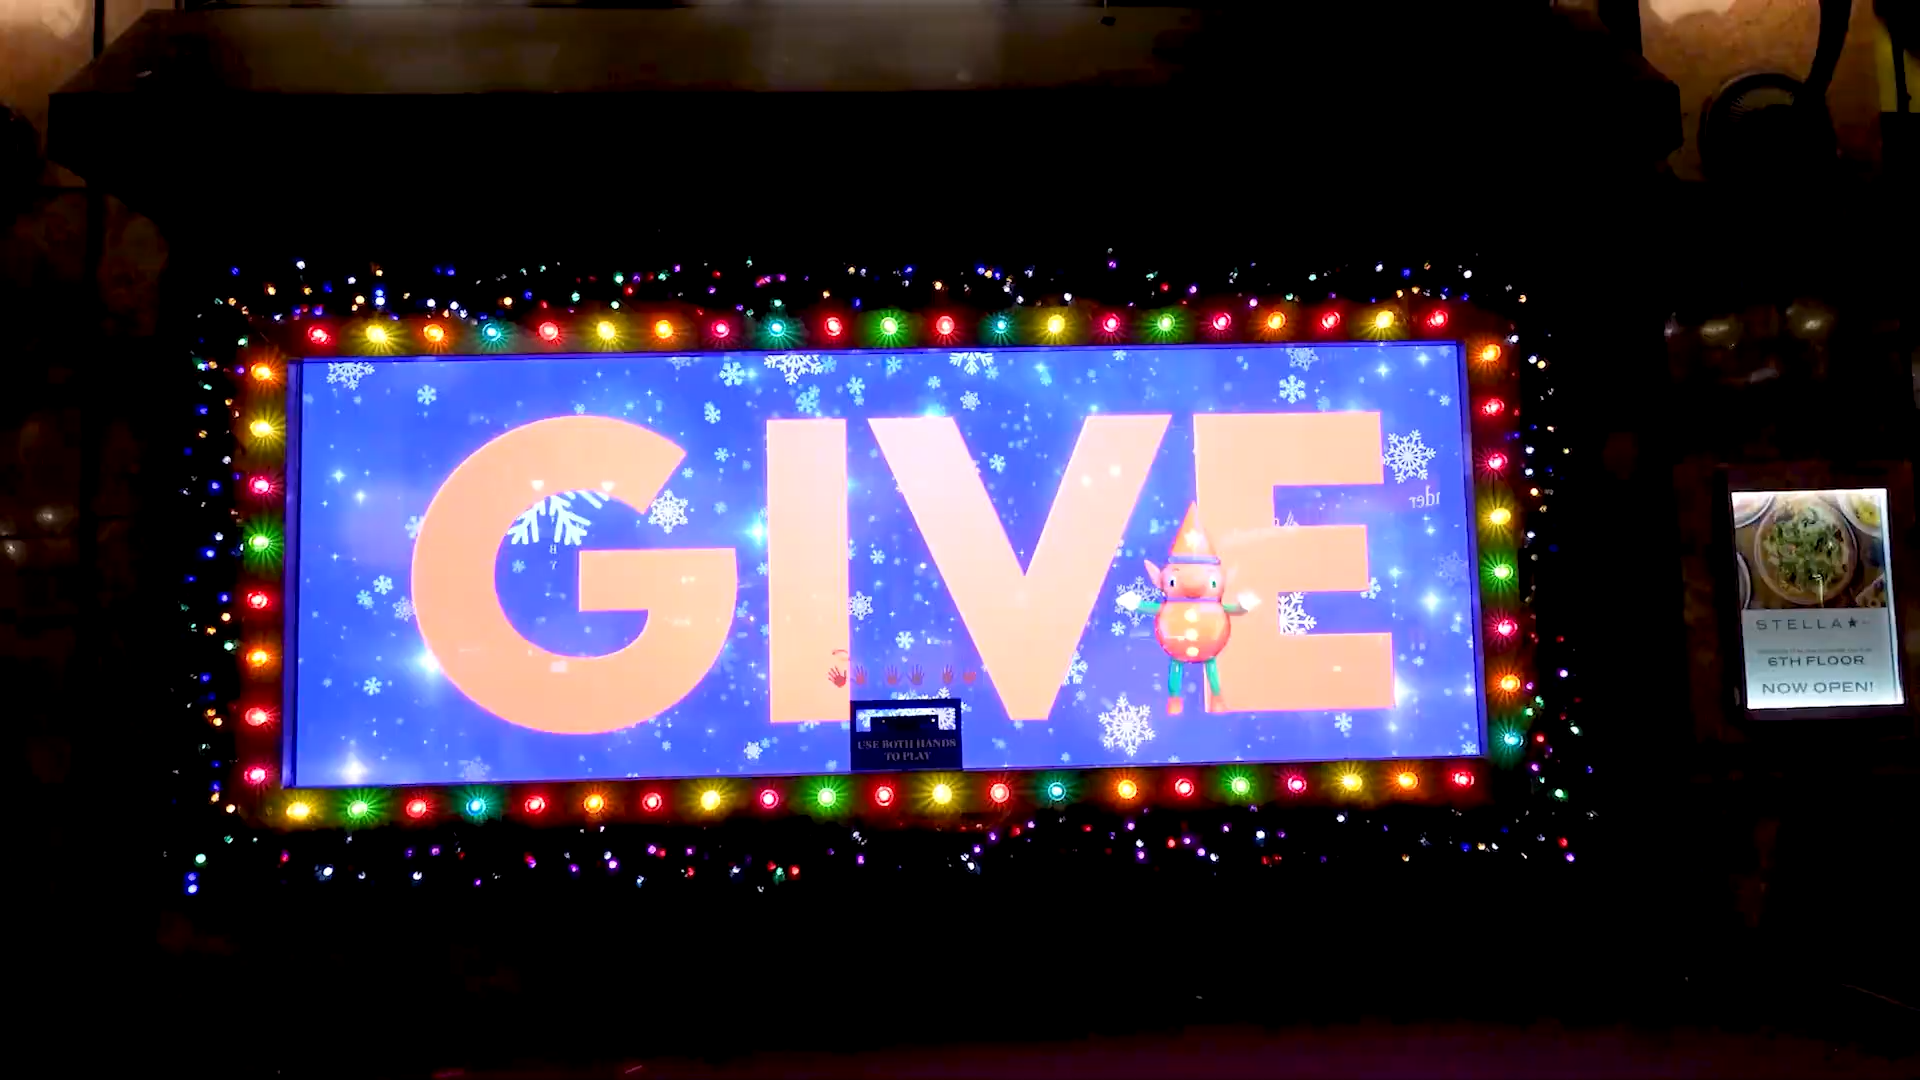 GIVE
USE BOTH HANDS
TO PLAY
STELLA
6TH FLOOR
NOW OPEN!